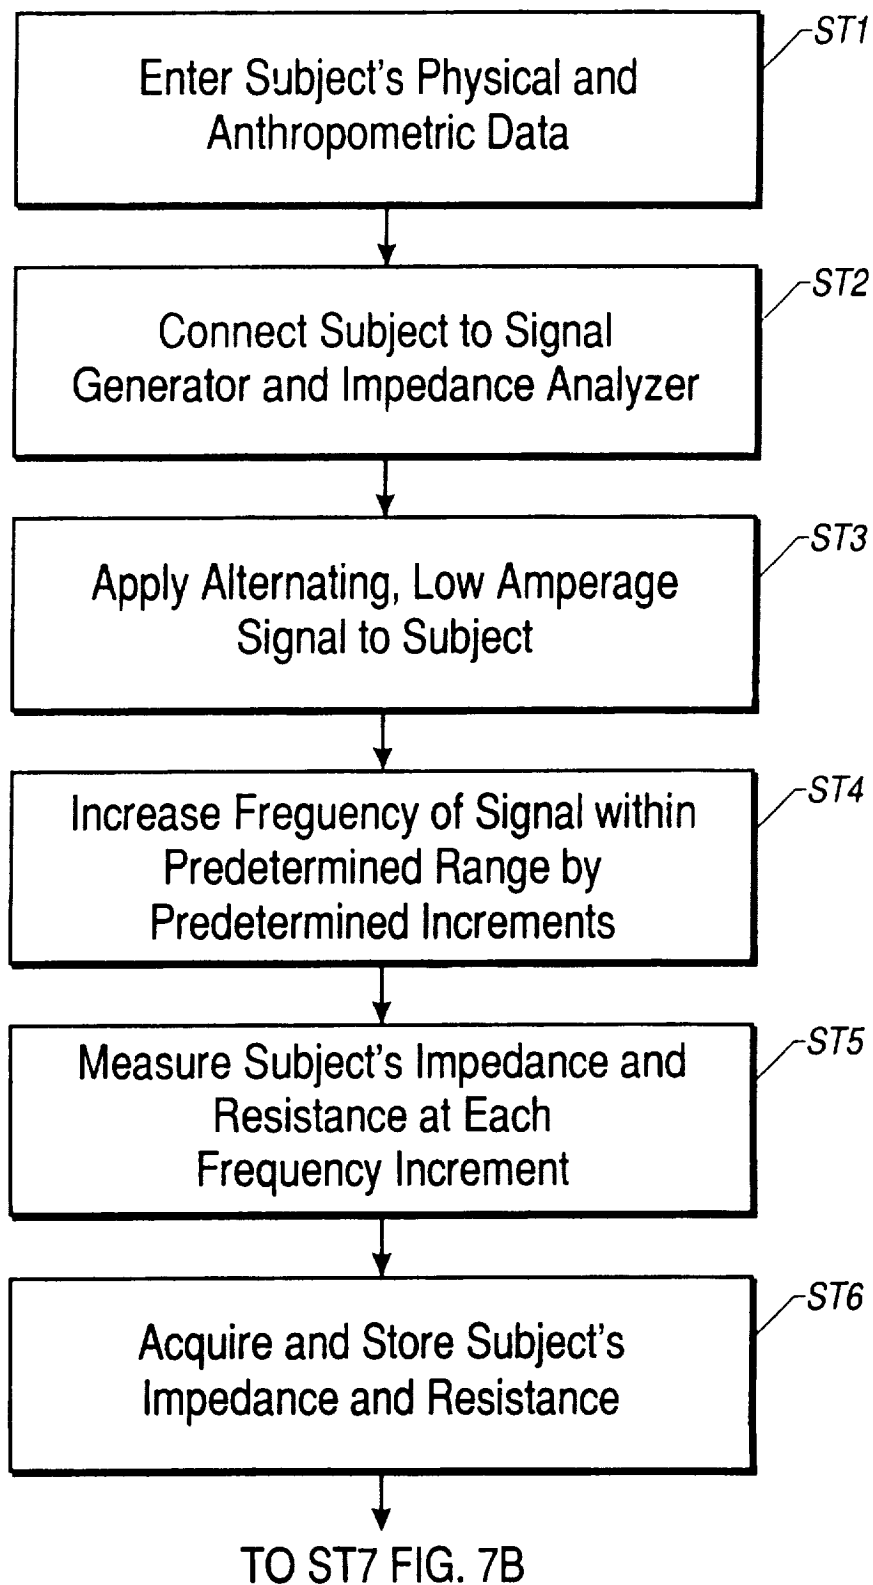 ST1
Enter Subject's Physical and
Anthropometric Data
ST2
Connect Subject to Signal
Generator and Impedance Analyzer
ST3
Apply Alternating, Low Amperage
Signal to Subject
ST4
Increase Freguency of Signal within
Predetermined Range by
Predetermined Increments
ST5
Measure Subject's Impedance and
Resistance at Each
Frequency Increment
ST6
Acquire and Store Subject's
Impedance and Resistance
TO ST7 FIG. 7B